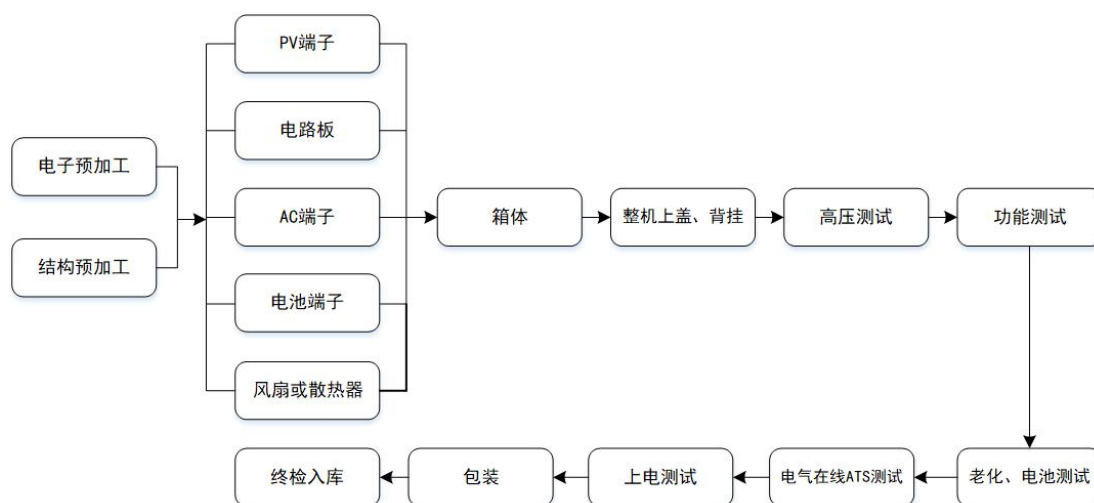 电子预加工
结构预加工
PV端子
电路板
AC端子
电池端子
风扇或散热器
箱体
整机上盖、背挂
高压测试
功能测试
老化、电池测试
电气在线ATS测试
上电测试
包装
终检入库